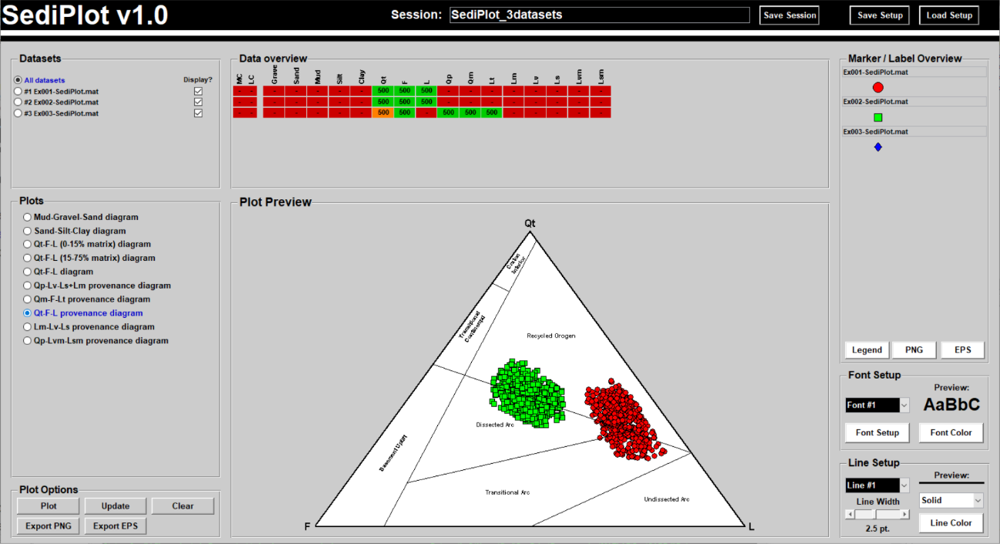 SediPlot v1.0
Session: SediPlot_3datasets Save Session Save Setup Load Setup
Datasets
All datasets Display?
#1 Ex001-SediPlot.mat
#2 Ex002-SediPlot.mat
#3 Ex003-SediPlot.mat
Data overview
MC LC Grave Sand Mud Silt Clay Qt F L Qp Qm Lt Lm Lv Ls Lvm Lsm
- - - - - - - 500 500 500 - - - - - - - -
- - - - - - - 500 500 500 - - - - - - - -
- - - - - - - 500 500 - 500 500 500 - - - - -
Marker / Label Overview
Ex001-SediPlot.mat
Ex002-SediPlot.mat
Ex003-SediPlot.mat
Legend PNG EPS
Plots
Mud-Gravel-Sand diagram
Sand-Silt-Clay diagram
Qt-F-L (0-15% matrix) diagram
Qt-F-L (15-75% matrix) diagram
Qt-F-L diagram
Qp-Lv-Ls+Lm provenance diagram
Qm-F-Lt provenance diagram
Qt-F-L provenance diagram
Lm-Lv-Ls provenance diagram
Qp-Lvm-Lsm provenance diagram
Plot Options
Plot Update Clear
Export PNG Export EPS
Plot Preview
Qt
Craton
Interior
Transitional
Continental
Recycled Orogen
Dissected Arc
Basement Uplift
Transitional Arc
Undissected Arc
F
L
Font Setup
Preview:
Font #1 AaBbC
Font Setup Font Color
Line Setup
Preview:
Line #1
Line Width Solid
2.5 pt. Line Color